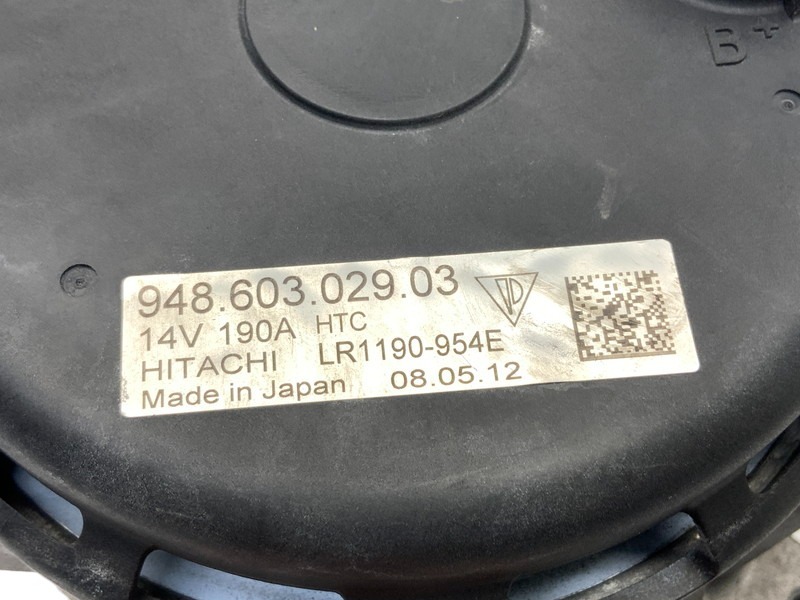 B+
948.603.029.03
14V 190A HTC
HITACHI LR1190-954E
Made in Japan 08.05.12